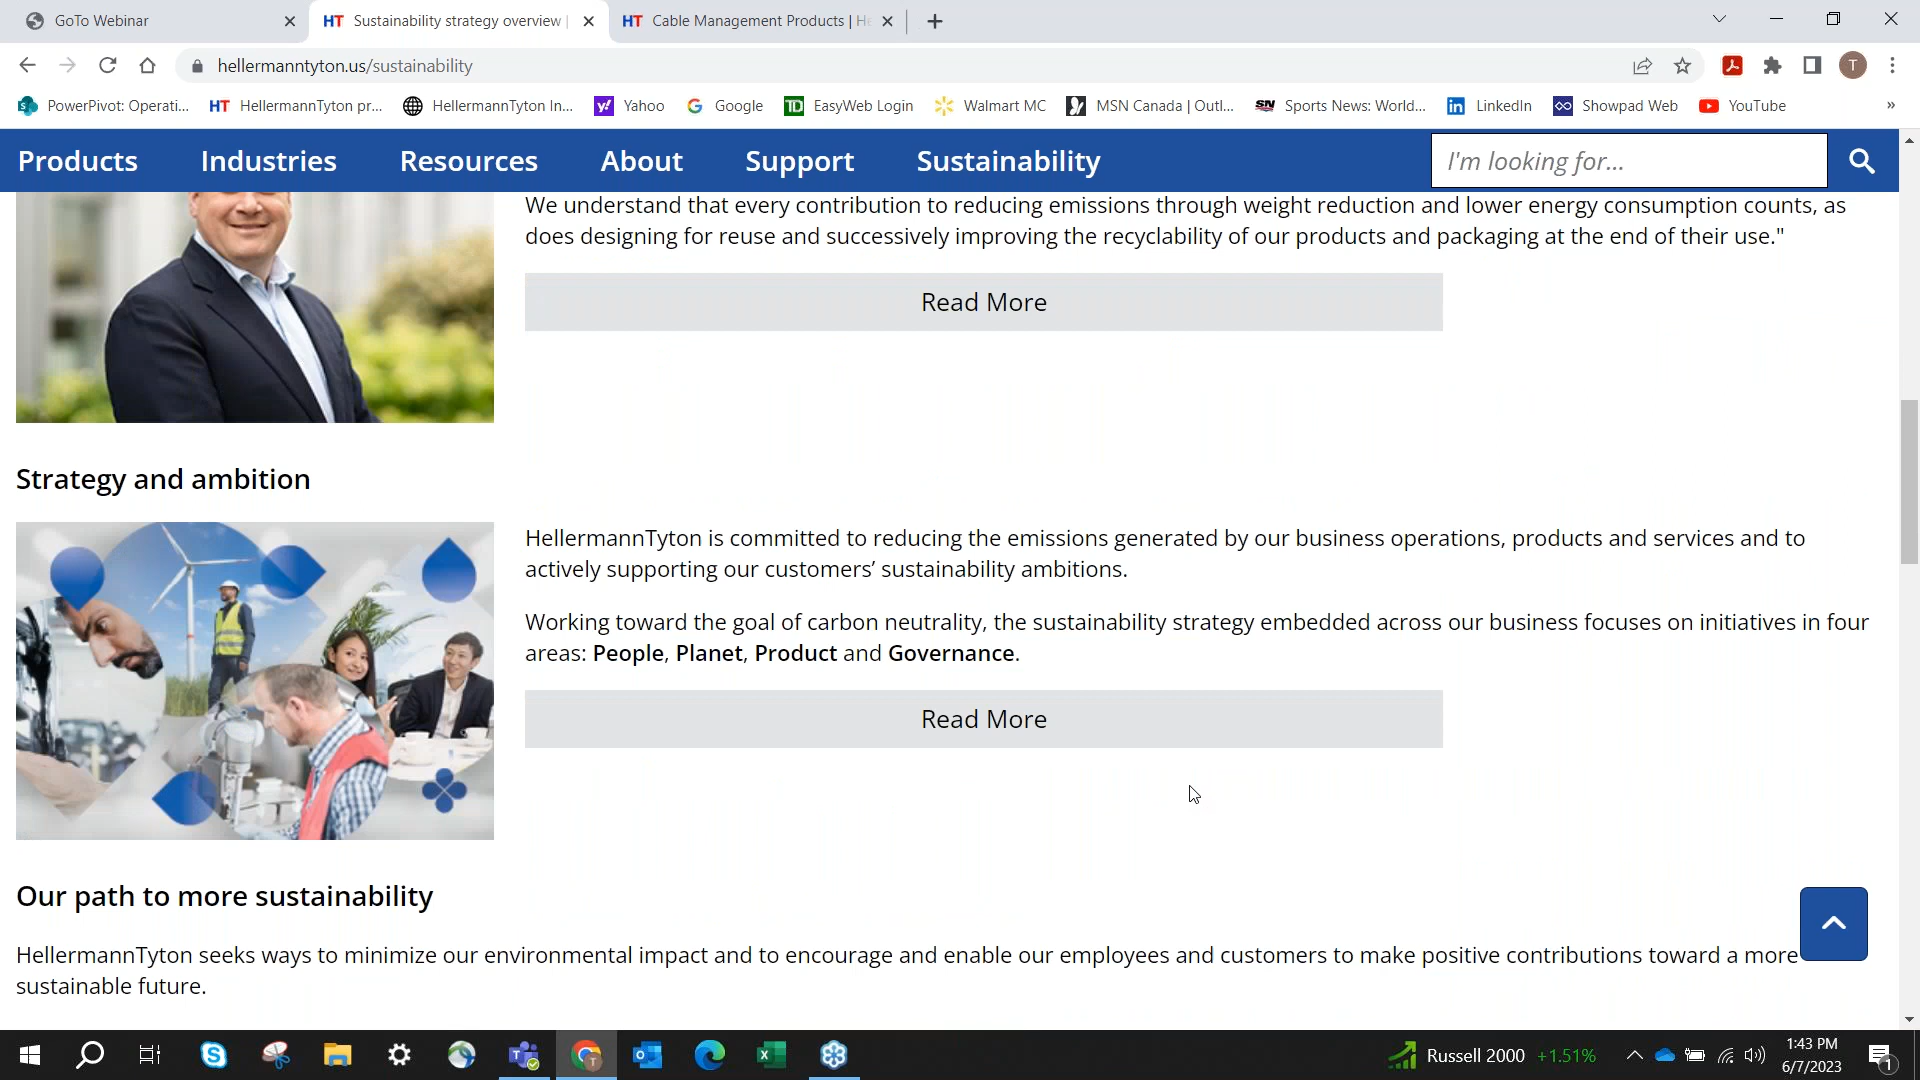 GoTo Webinar
HT Sustainability strategy overview |
HT Cable Management Products | He
hellermanntyton.us/sustainability
T
PowerPivot: Operati...
HT HellermannTyton pr...
HellermannTyton In...
y! Yahoo
G Google
TD EasyWeb Login
Walmart MC
MSN Canada | Outl...
SN Sports News: World...
in LinkedIn
Showpad Web
YouTube
»
Products
Industries
Resources
About
Support
Sustainability
I'm looking for...
We understand that every contribution to reducing emissions through weight reduction and lower energy consumption counts, as
does designing for reuse and successively improving the recyclability of our products and packaging at the end of their use."
Read More
Strategy and ambition
HellermannTyton is committed to reducing the emissions generated by our business operations, products and services and to
actively supporting our customers’ sustainability ambitions.
Working toward the goal of carbon neutrality, the sustainability strategy embedded across our business focuses on initiatives in four
areas: People, Planet, Product and Governance.
Read More
Our path to more sustainability
HellermannTyton seeks ways to minimize our environmental impact and to encourage and enable our employees and customers to make positive contributions toward a more
sustainable future.
Russell 2000 +1.51%
1:43 PM
6/7/2023
1